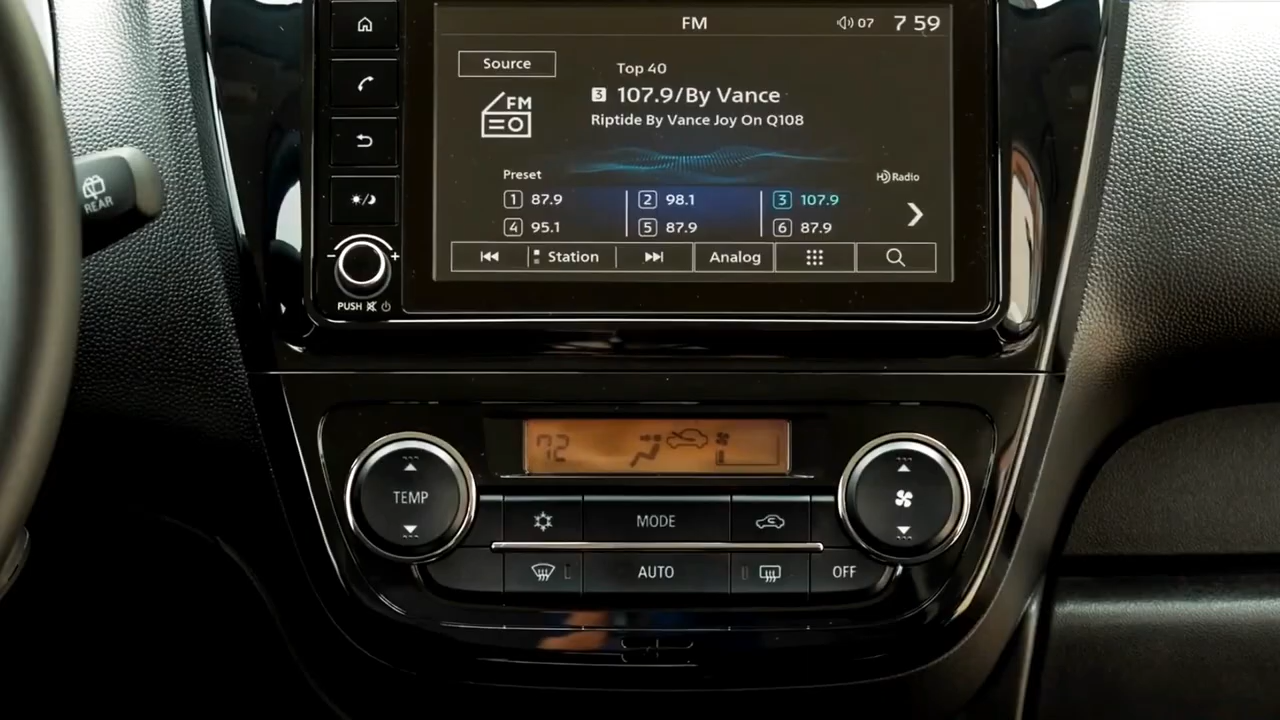 FM 07 7 59
Source
Top 40
3 107.9/By Vance
FM
Riptide By Vance Joy On Q108
Preset
HD Radio
1 87.9 2 98.1 3 107.9
4 95.1 5 87.9 6 87.9
Station Analog
REAR
PUSH
72
TEMP
MODE
AUTO OFF